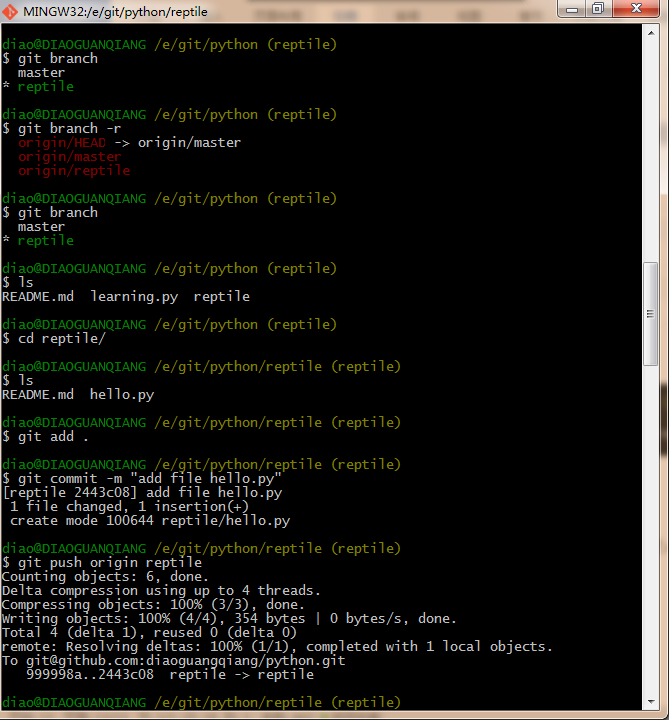 MINGW32:/e/git/python/reptile
diao@DIAOGUANQIANG /e/git/python (reptile)
$ git branch
  master
* reptile
diao@DIAOGUANQIANG /e/git/python (reptile)
$ git branch -r
  origin/HEAD -> origin/master
  origin/master
  origin/reptile
diao@DIAOGUANQIANG /e/git/python (reptile)
$ git branch
  master
* reptile
diao@DIAOGUANQIANG /e/git/python (reptile)
$ ls
README.md  learning.py  reptile
diao@DIAOGUANQIANG /e/git/python (reptile)
$ cd reptile/
diao@DIAOGUANQIANG /e/git/python/reptile (reptile)
$ ls
README.md  hello.py
diao@DIAOGUANQIANG /e/git/python/reptile (reptile)
$ git add .
diao@DIAOGUANQIANG /e/git/python/reptile (reptile)
$ git commit -m "add file hello.py"
[reptile 2443c08] add file hello.py
 1 file changed, 1 insertion(+)
 create mode 100644 reptile/hello.py
diao@DIAOGUANQIANG /e/git/python/reptile (reptile)
$ git push origin reptile
Counting objects: 6, done.
Delta compression using up to 4 threads.
Compressing objects: 100% (3/3), done.
Writing objects: 100% (4/4), 354 bytes | 0 bytes/s, done.
Total 4 (delta 1), reused 0 (delta 0)
remote: Resolving deltas: 100% (1/1), completed with 1 local objects.
To git@github.com:diaoguangqiang/python.git
   999998a..2443c08  reptile -> reptile
diao@DIAOGUANQIANG /e/git/python/reptile (reptile)